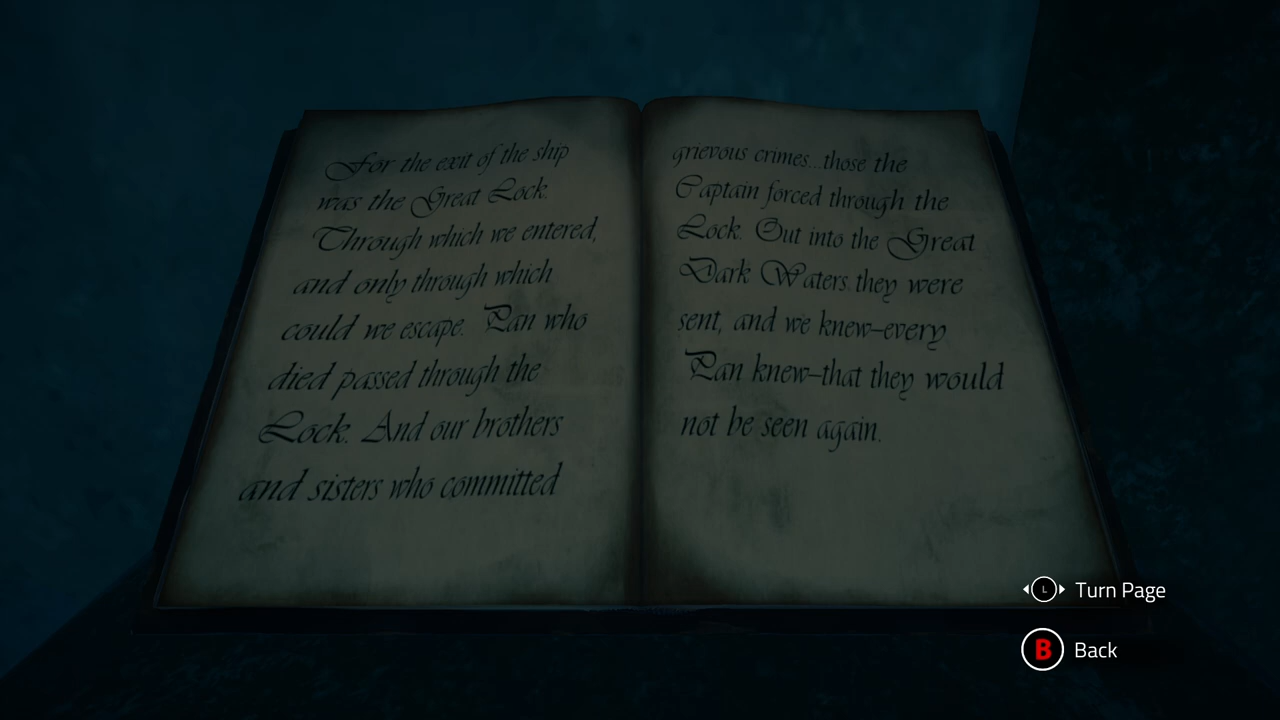 For the exit of the ship
was the Great Lock.
Through which we entered,
and only through which
could we escape. Pan who
died passed through the
Lock. And our brothers
and sisters who committed
grievous crimes...those the
Captain forced through the
Lock. Out into the Great
Dark Waters they were
sent, and we knew–every
Pan knew–that they would
not be seen again.
L Turn Page
B Back